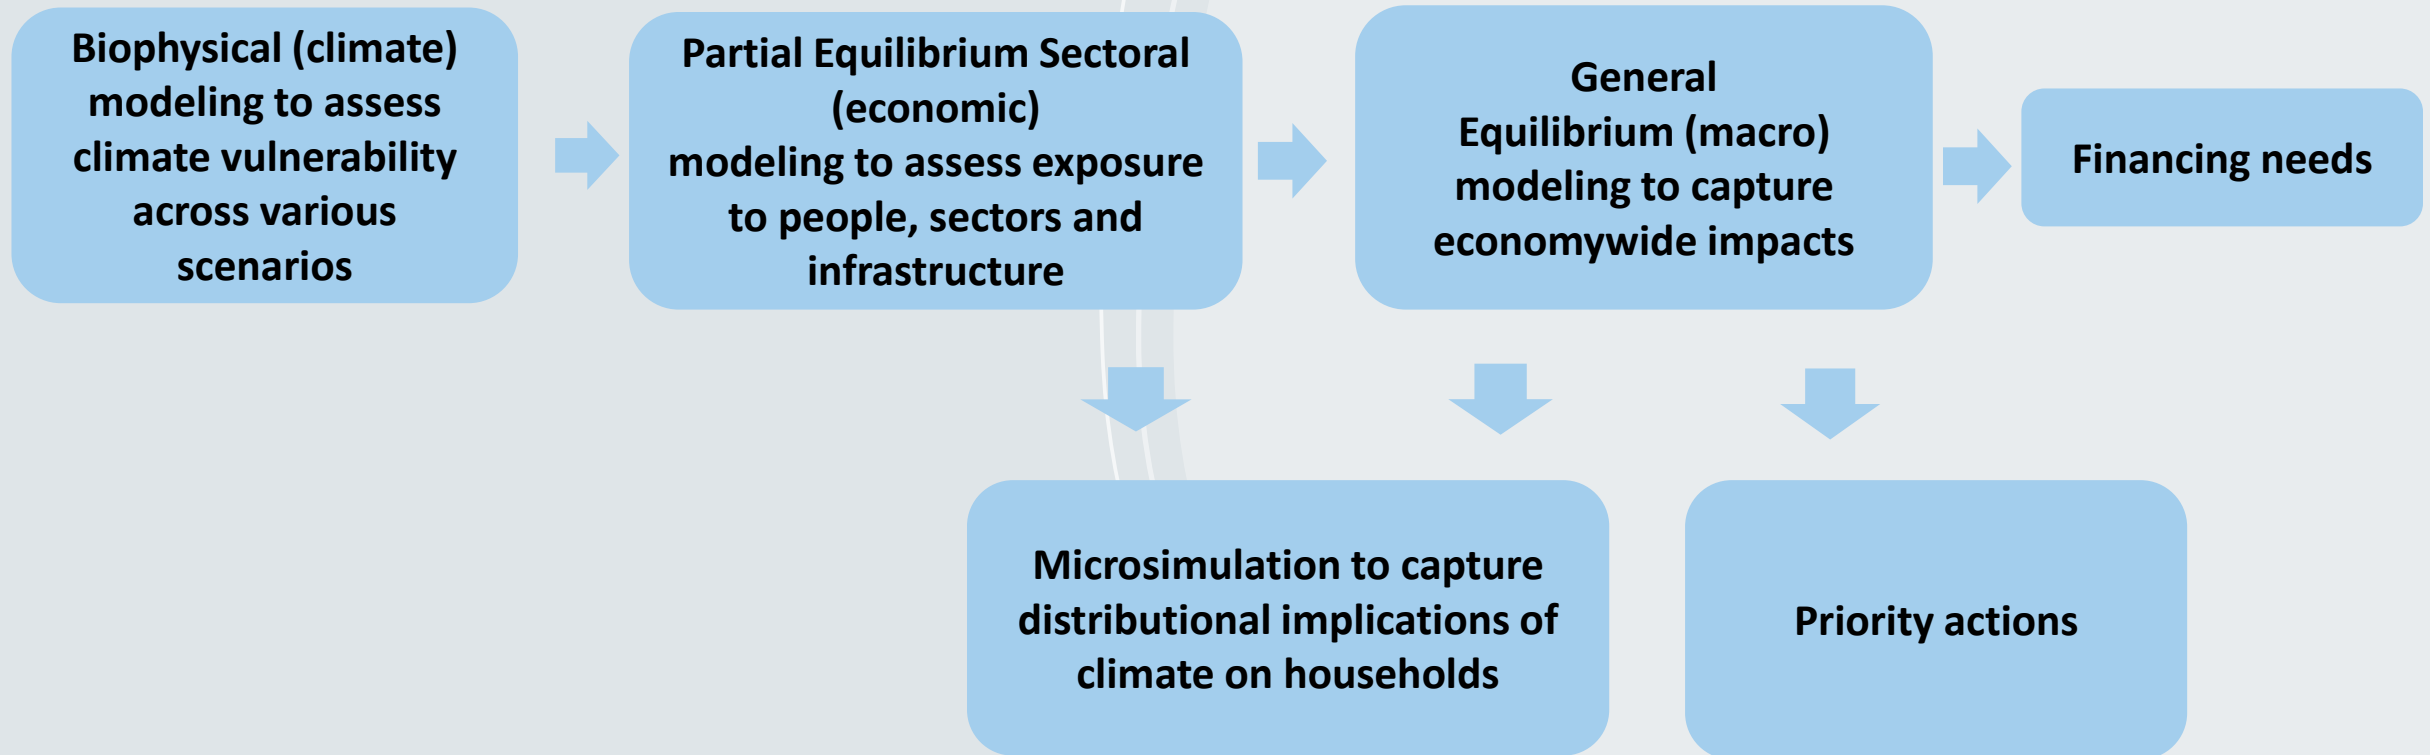 Biophysical (climate)
modeling to assess
climate vulnerability
across various
scenarios
Partial Equilibrium Sectoral
(economic)
modeling to assess exposure
to people, sectors and
infrastructure
General
Equilibrium (macro)
modeling to capture
economywide impacts
Financing needs
Microsimulation to capture
distributional implications of
climate on households
Priority actions